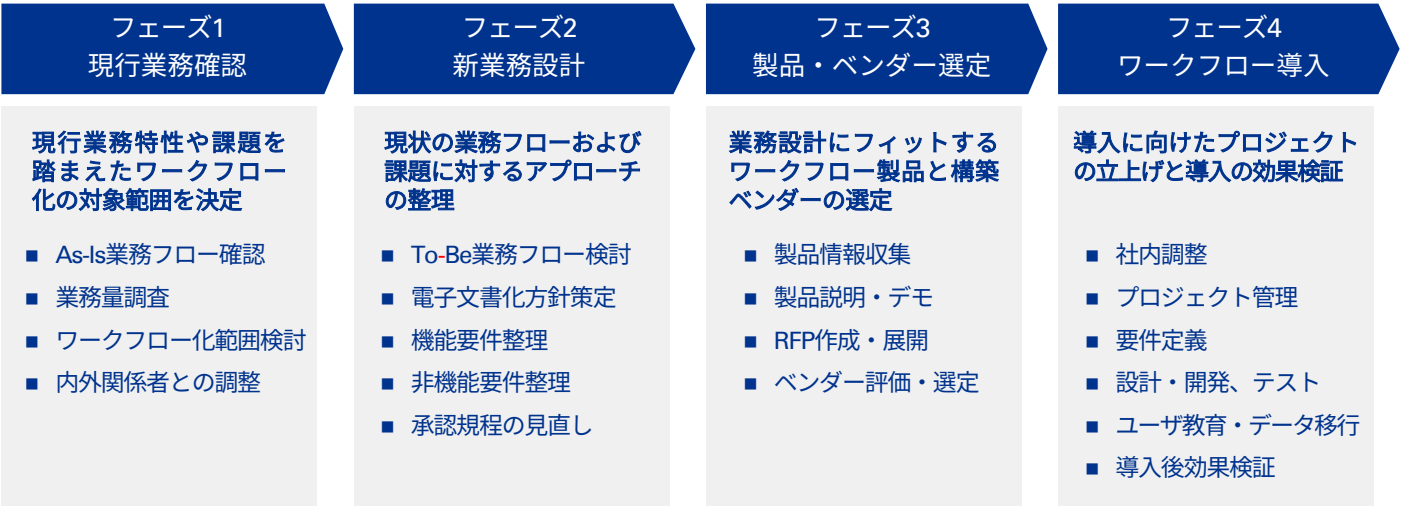 フェーズ1
現行業務確認
現行業務特性や課題を
踏まえたワークフロー
化の対象範囲を決定
■ As-Is業務フロー確認
■ 業務量調査
■ ワークフロー化範囲検討
■ 内外関係者との調整
フェーズ2
新業務設計
現状の業務フローおよび
課題に対するアプローチ
の整理
■ To-Be業務フロー検討
■ 電子文書化方針策定
■ 機能要件整理
■ 非機能要件整理
■ 承認規程の見直し
フェーズ3
製品・ベンダー選定
業務設計にフィットする
ワークフロー製品と構築
ベンダーの選定
■ 製品情報収集
■ 製品説明・デモ
■ RFP作成・展開
■ ベンダー評価・選定
フェーズ4
ワークフロー導入
導入に向けたプロジェクト
の立上げと導入の効果検証
■ 社内調整
■ プロジェクト管理
■ 要件定義
■ 設計・開発、テスト
■ ユーザ教育・データ移行
■ 導入後効果検証